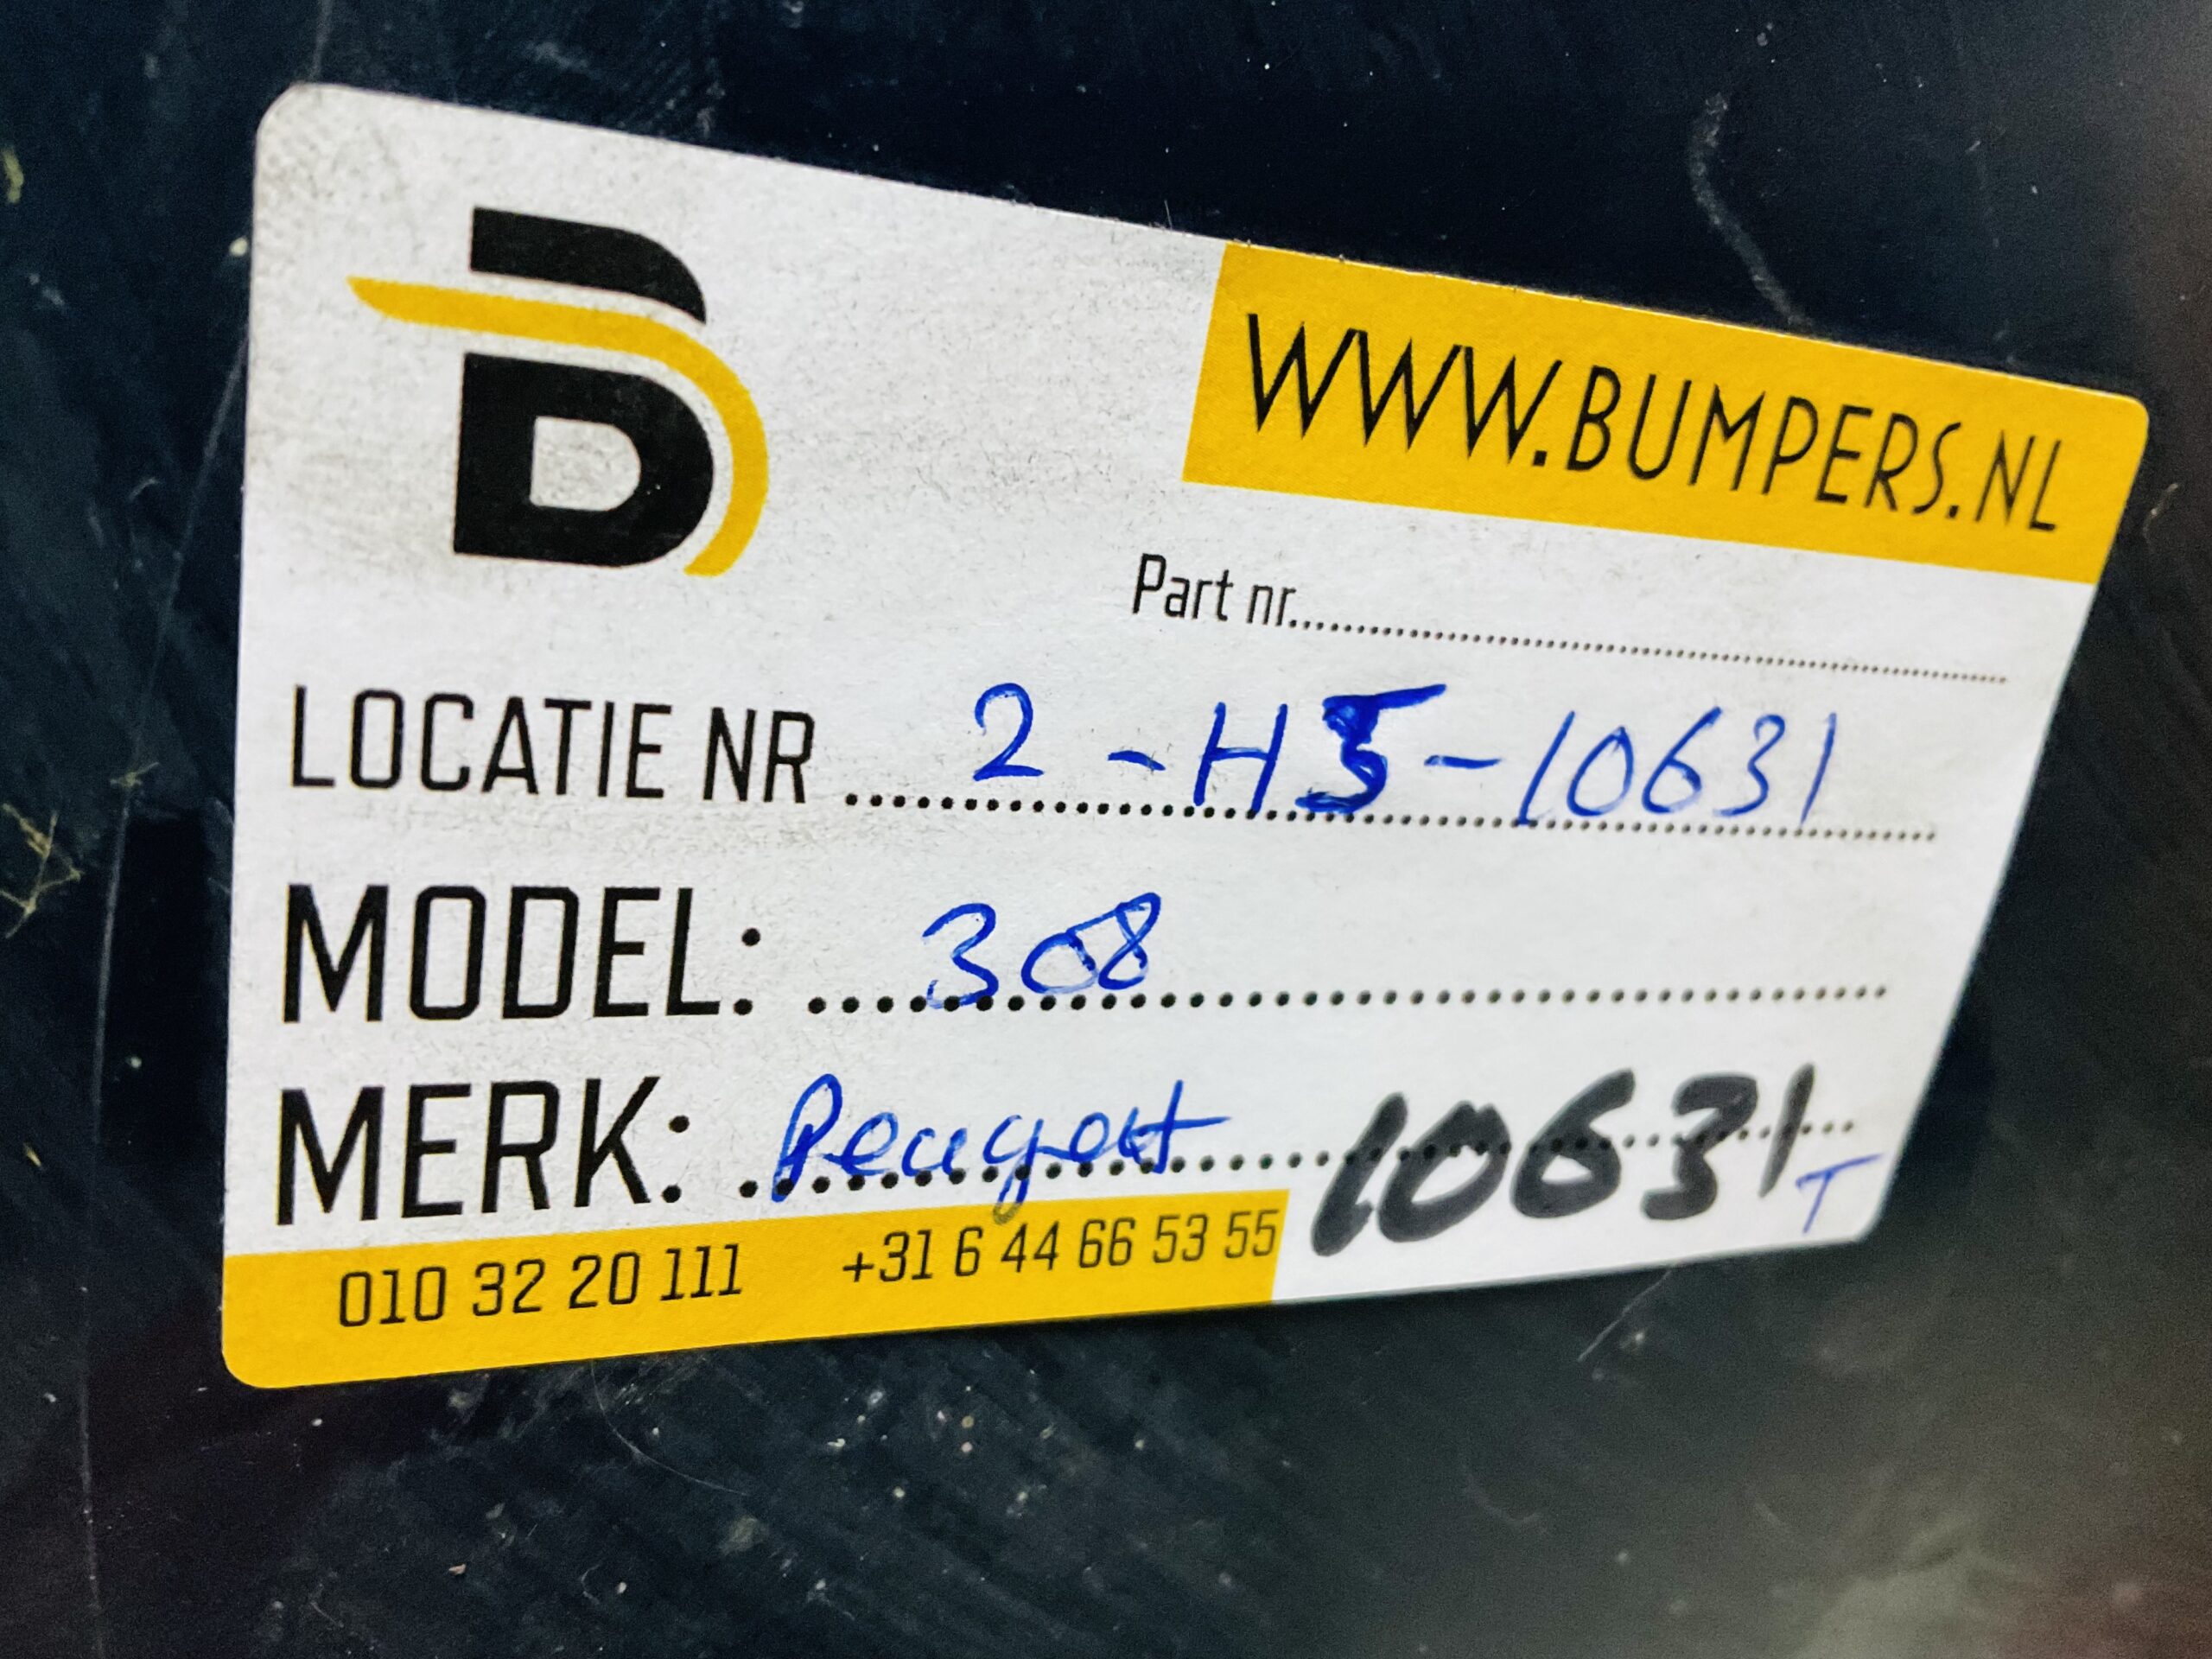 B
WWW.BUMPERS.NL
Part nr....................
LOCATIE NR .......... 2-H5-10631
MODEL: .......... 308
MERK: .......... Peugeot 10631 T
010 32 20 111 +31 6 44 66 53 55